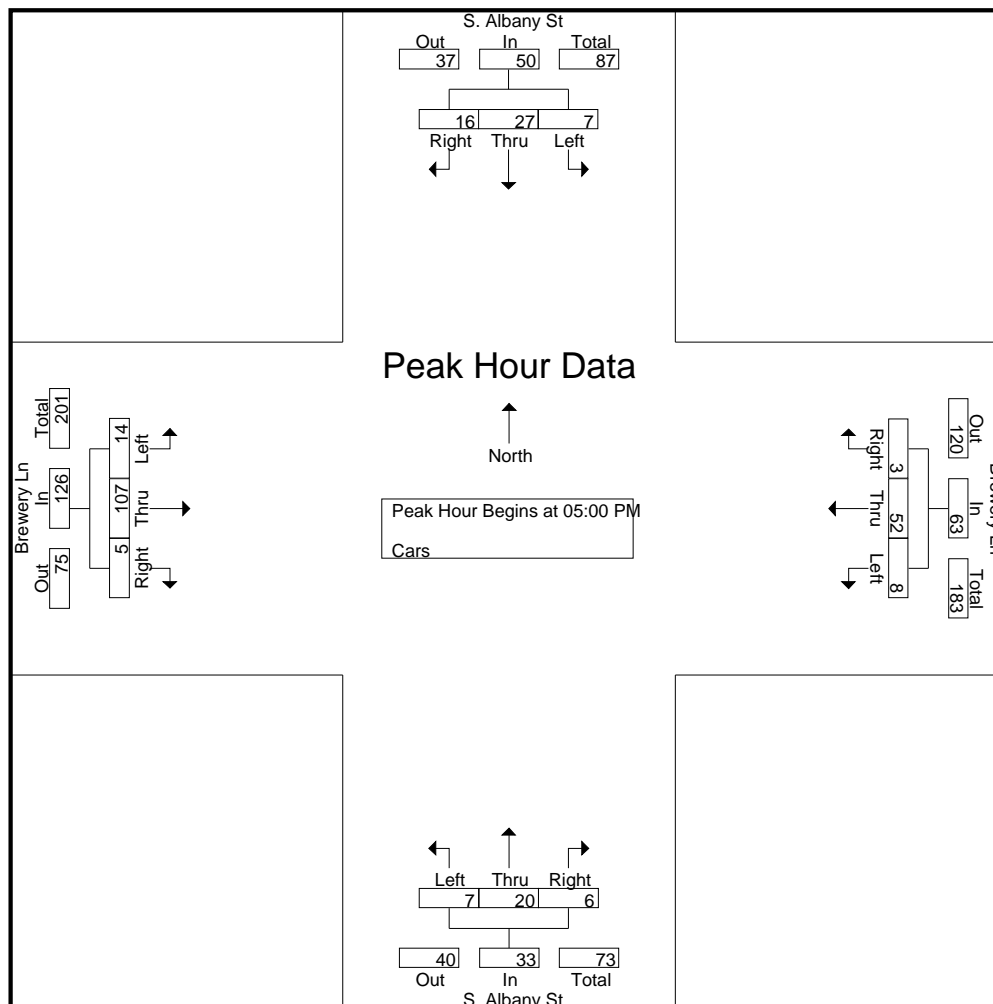 S. Albany St
Out In Total
37 50 87
16 27 7
Right Thru Left
Peak Hour Data
North
Peak Hour Begins at 05:00 PM
Cars
Brewery Ln
Total In Out
201 126 75
14 107 5
Left Thru Right
Right Thru Left
3 52 8
Out In Total
120 63 183
Brewery Ln
Left Thru Right
7 20 6
40 33 73
Out In Total
S. Albany St